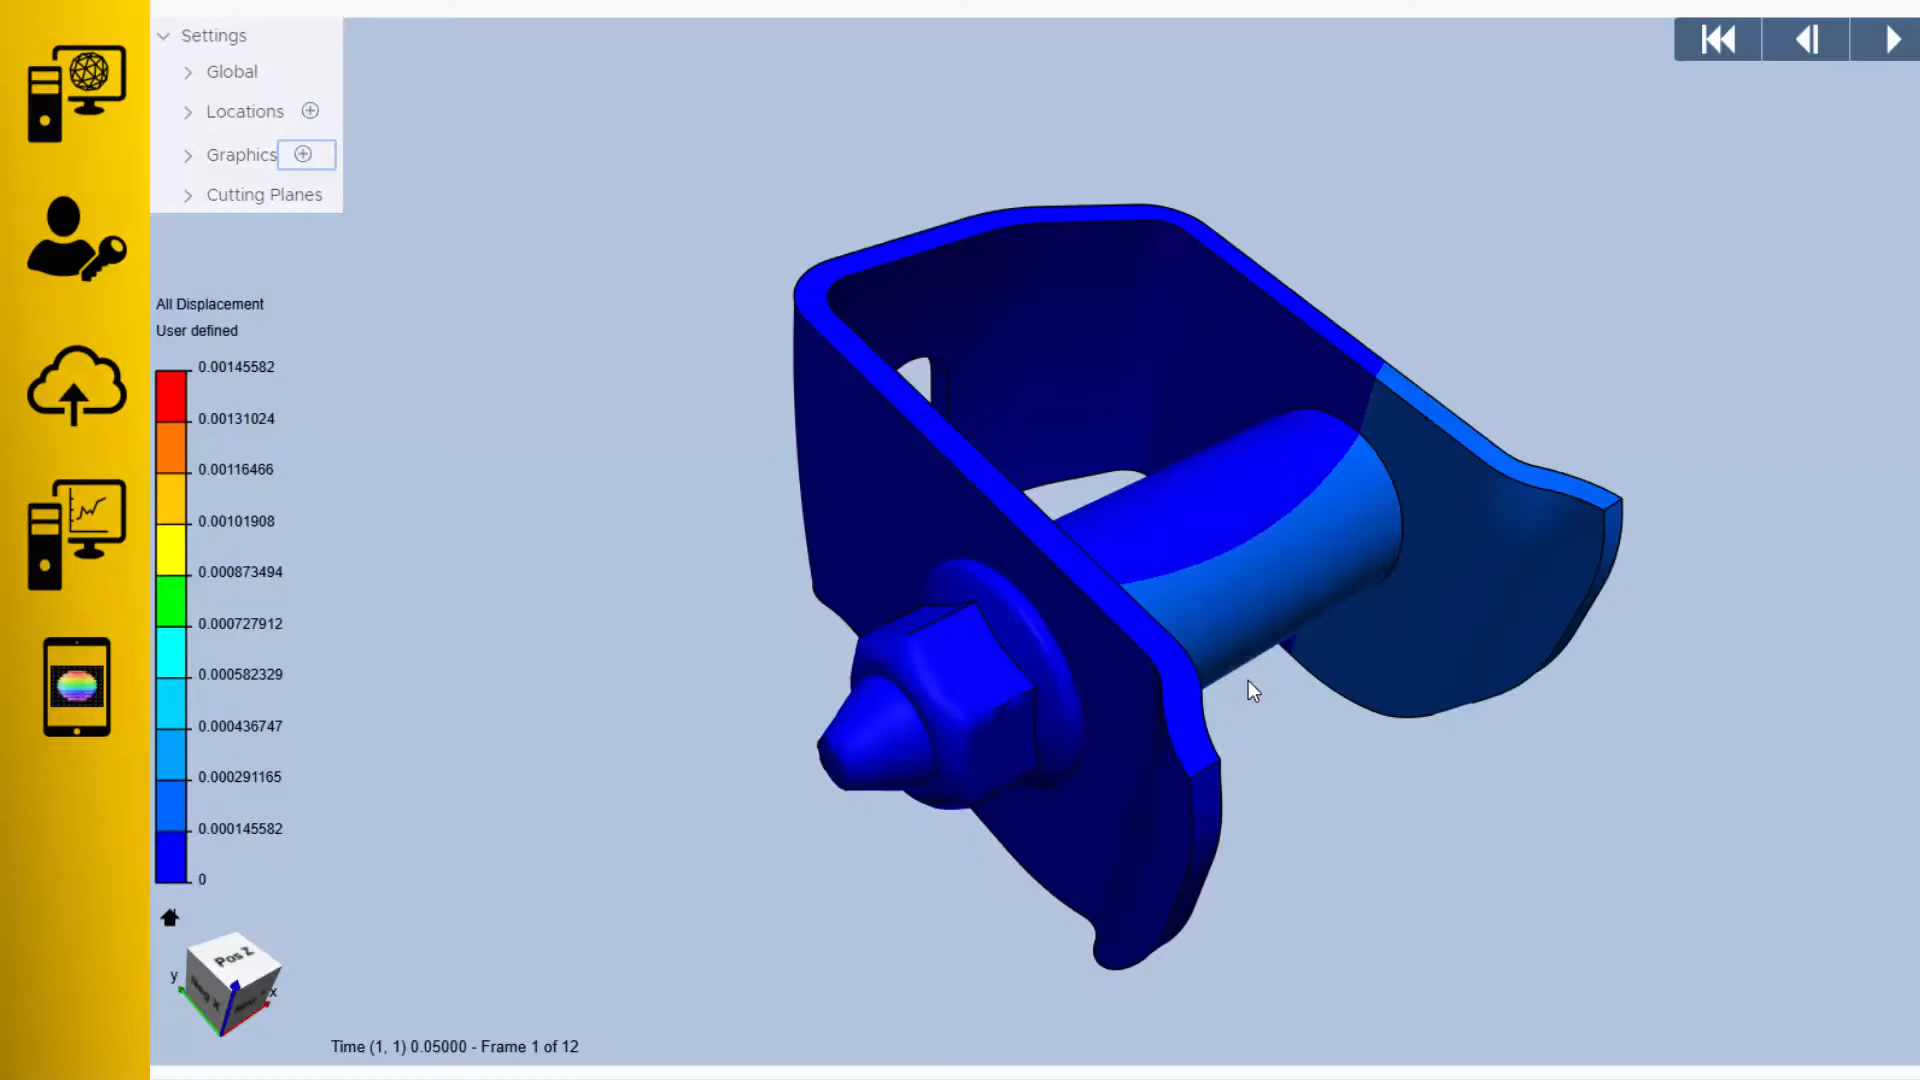 Settings
Global
Locations
Graphics
Cutting Planes
All Displacement
User defined
0.00145582
0.00131024
0.00116466
0.00101908
0.000873494
0.000727912
0.000582329
0.000436747
0.000291165
0.000145582
0
Pos Z
y
Neg X
x
Time (1, 1) 0.05000 - Frame 1 of 12